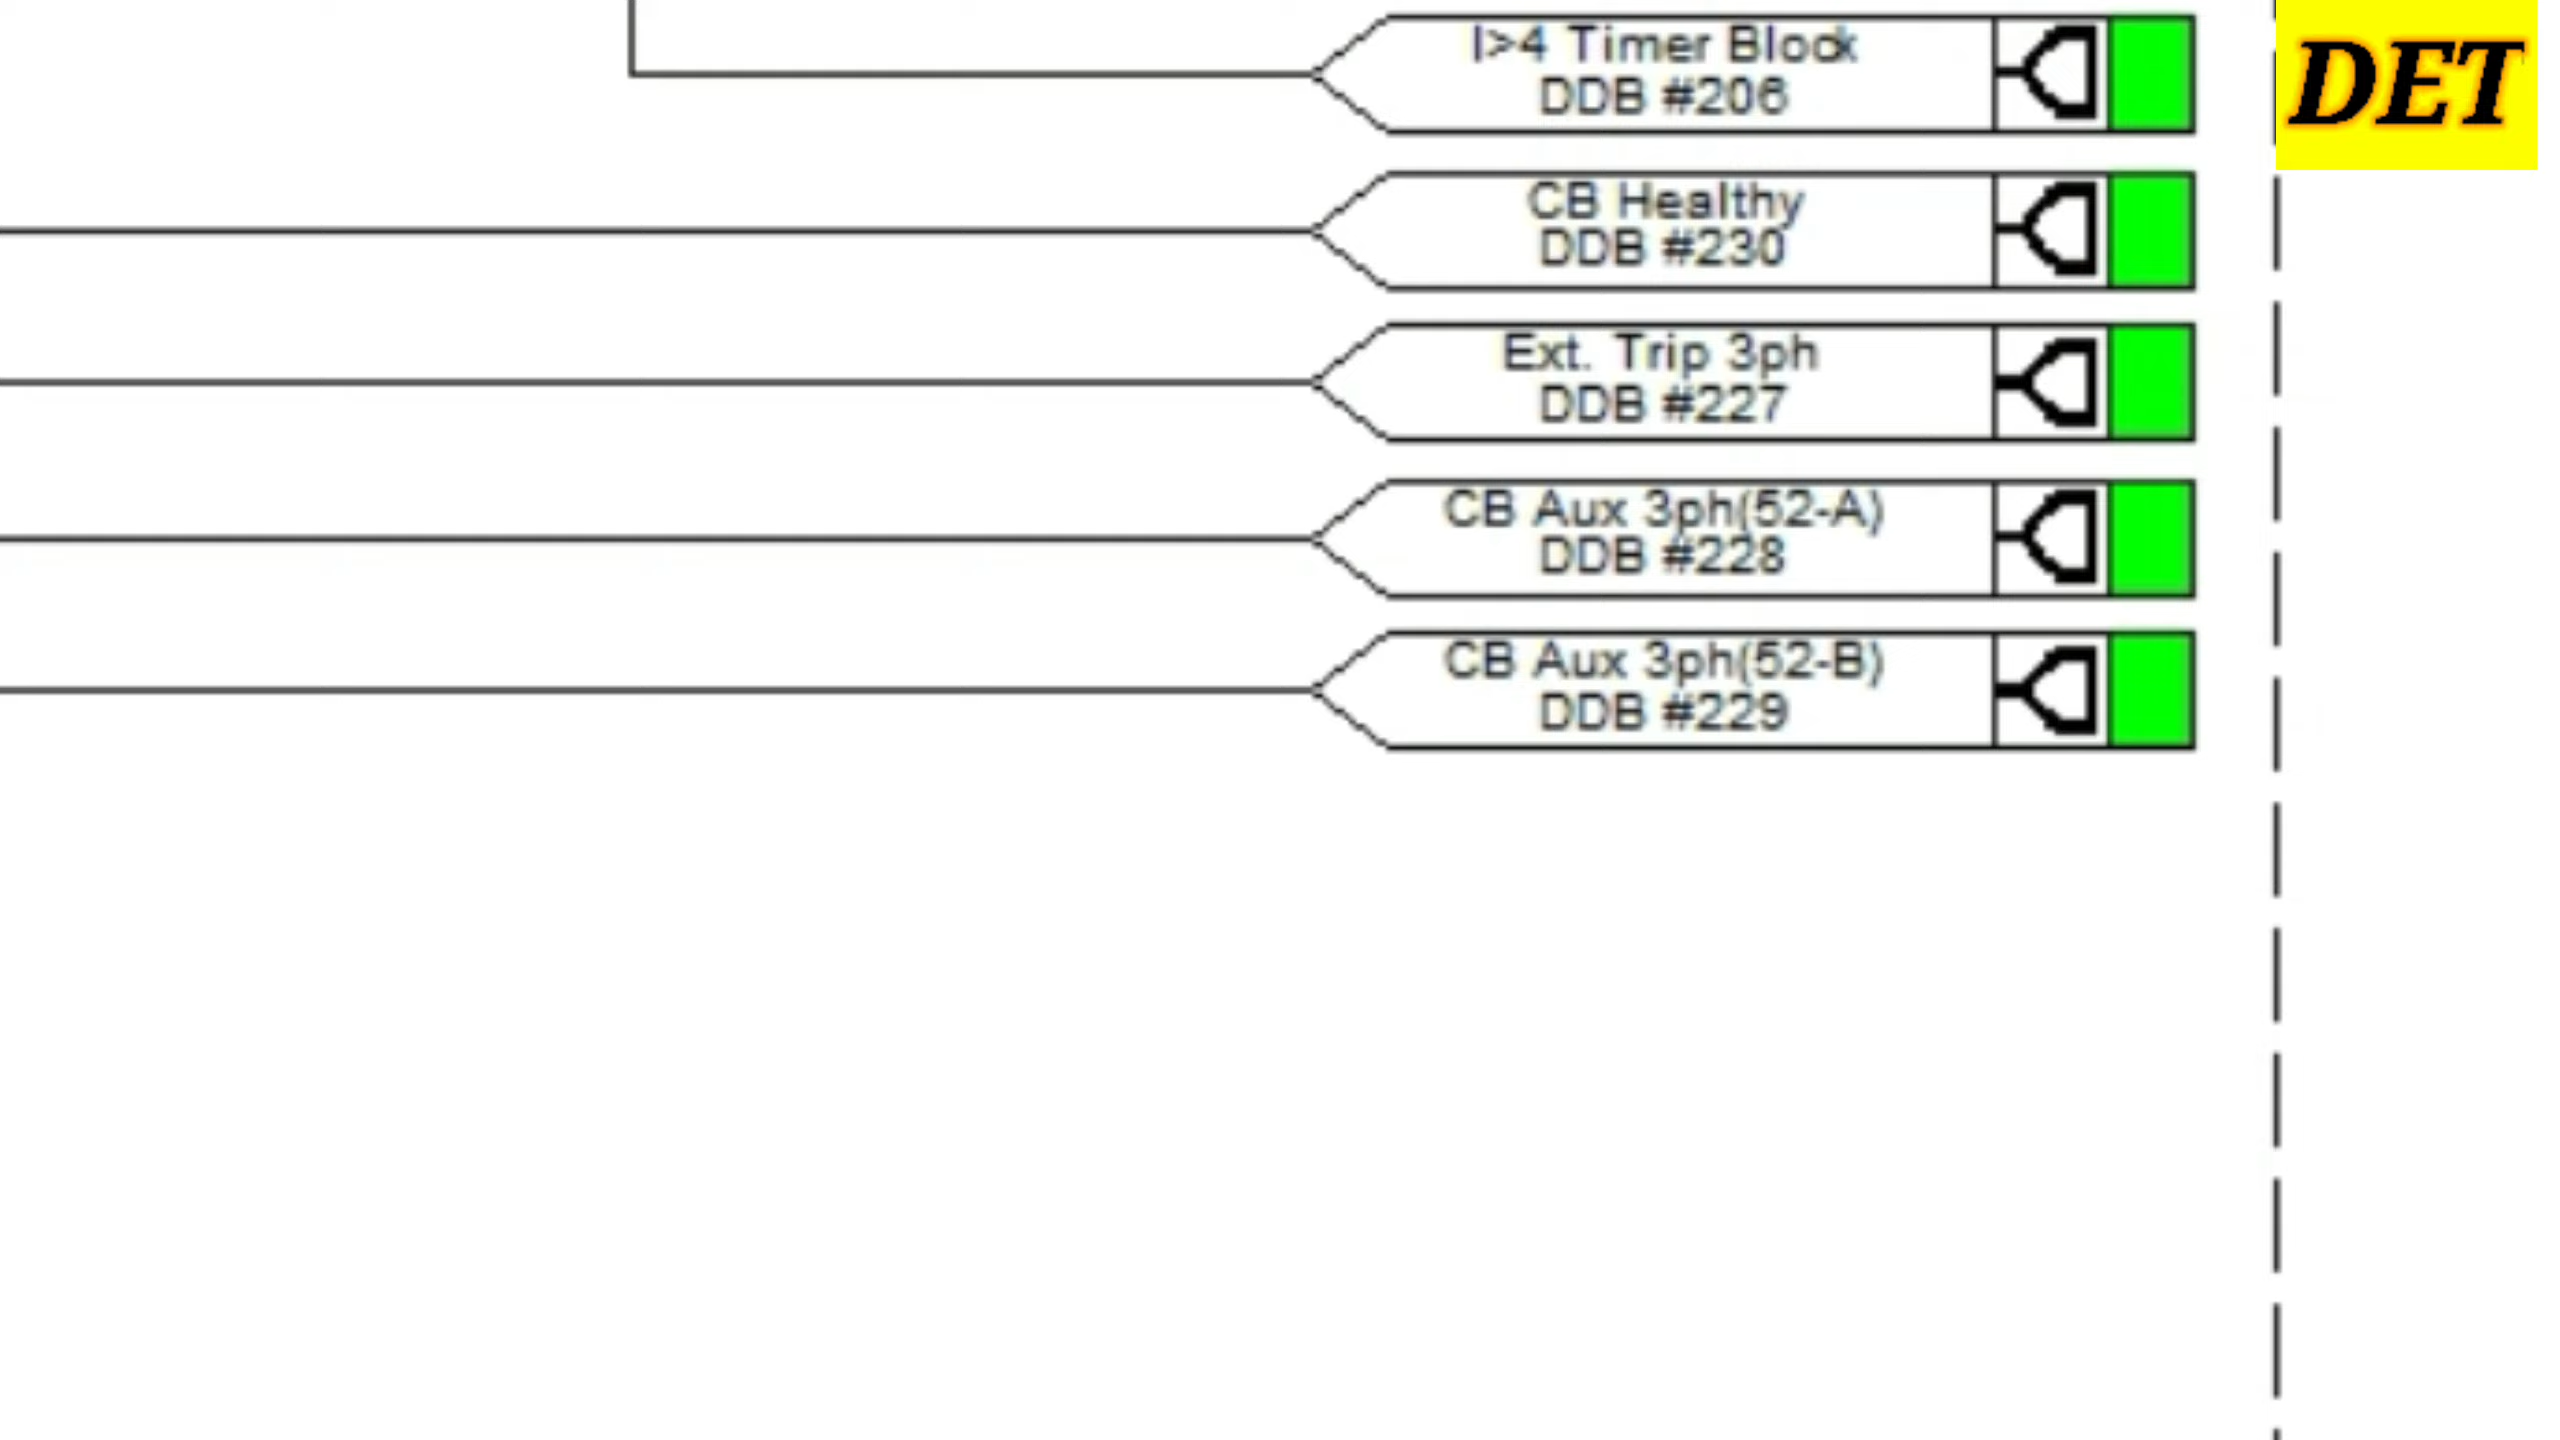 I>4 Timer Block
DDB #206
DET
CB Healthy
DDB #230
Ext. Trip 3ph
DDB #227
CB Aux 3ph(52-A)
DDB #228
CB Aux 3ph(52-B)
DDB #229